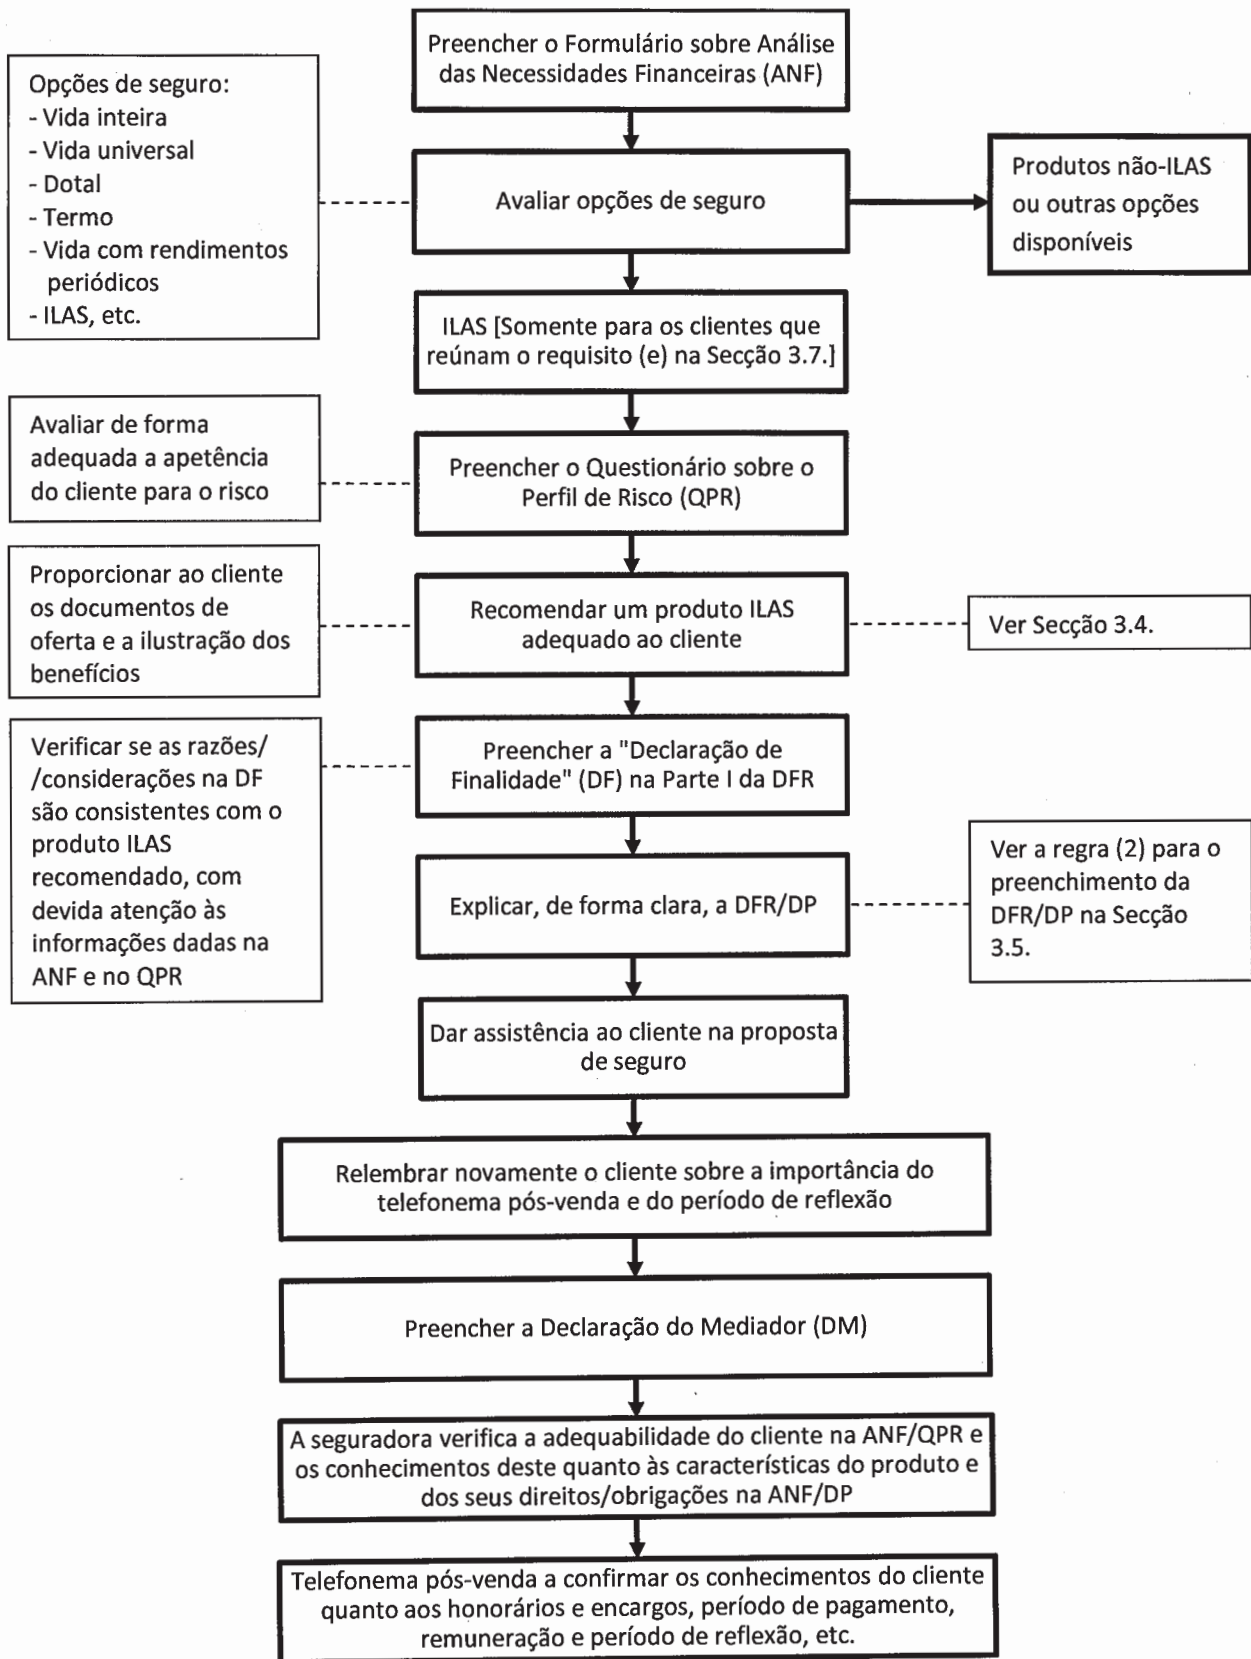 Preencher o Formulário sobre Análise
das Necessidades Financeiras (ANF)
Opções de seguro:
- Vida inteira
- Vida universal
- Dotal
- Termo
- Vida com rendimentos
periódicos
- ILAS, etc.
Avaliar opções de seguro
Produtos não-ILAS
ou outras opções
disponíveis
ILAS [Somente para os clientes que
reúnam o requisito (e) na Secção 3.7.]
Avaliar de forma
adequada a apetência
do cliente para o risco
Preencher o Questionário sobre o
Perfil de Risco (QPR)
Proporcionar ao cliente
os documentos de
oferta e a ilustração dos
benefícios
Recomendar um produto ILAS
adequado ao cliente
Ver Secção 3.4.
Verificar se as razões/
/considerações na DF
são consistentes com o
produto ILAS
recomendado, com
devida atenção às
informações dadas na
ANF e no QPR
Preencher a "Declaração de
Finalidade" (DF) na Parte I da DFR
Explicar, de forma clara, a DFR/DP
Ver a regra (2) para o
preenchimento da
DFR/DP na Secção
3.5.
Dar assistência ao cliente na proposta
de seguro
Relembrar novamente o cliente sobre a importância do
telefonema pós-venda e do período de reflexão
Preencher a Declaração do Mediador (DM)
A seguradora verifica a adequabilidade do cliente na ANF/QPR e
os conhecimentos deste quanto às características do produto e
dos seus direitos/obrigações na ANF/DP
Telefonema pós-venda a confirmar os conhecimentos do cliente
quanto aos honorários e encargos, período de pagamento,
remuneração e período de reflexão, etc.